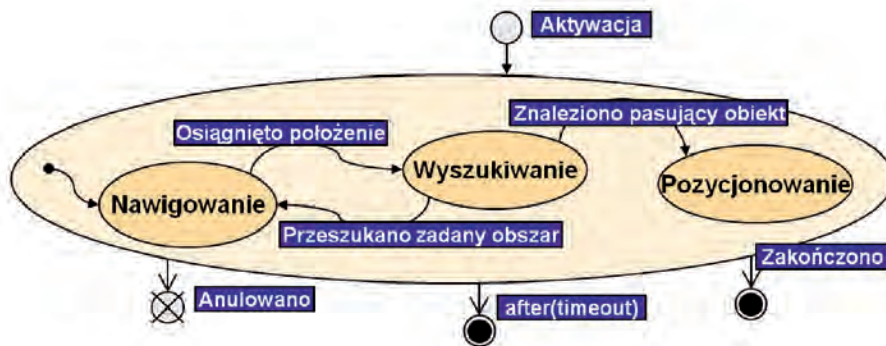 Aktywacja
Znaleziono pasujący obiekt
Osiągnięto położenie
Wyszukiwanie
Pozycjonowanie
Nawigowanie
Przeszukano zadany obszar
Zakończono
Anulowano
after(timeout)